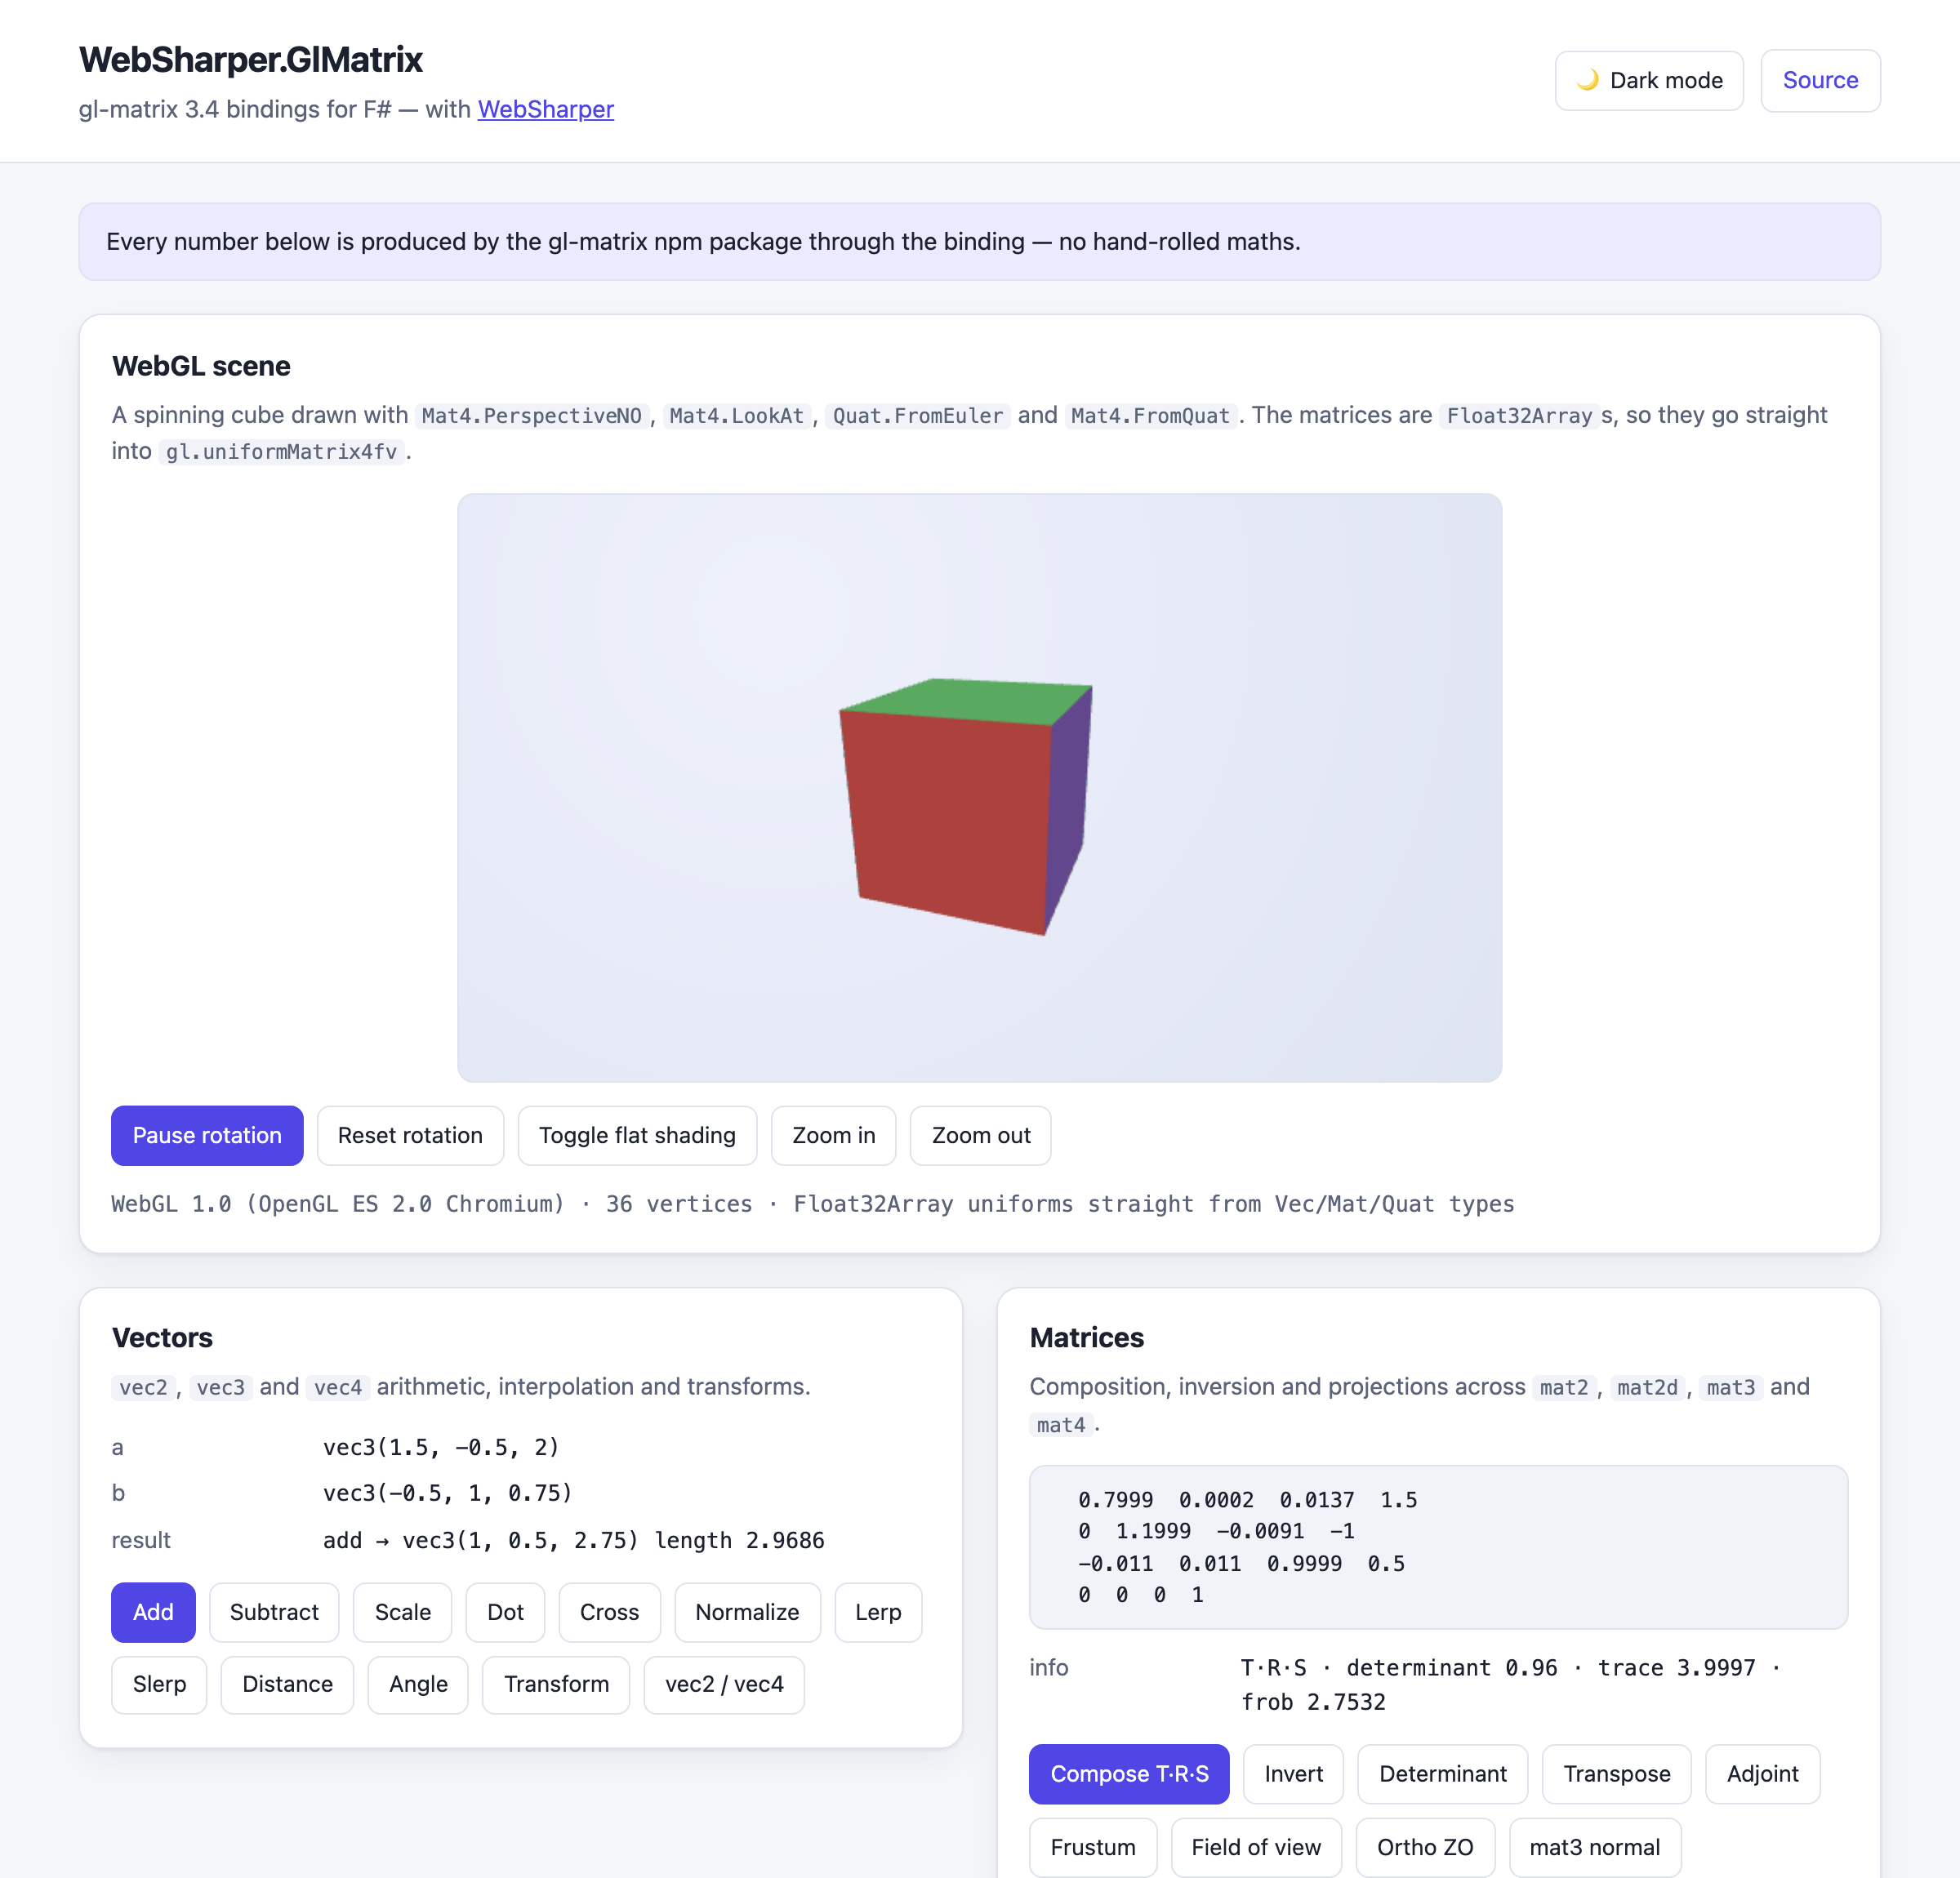 WebSharper.GlMatrix
gl-matrix 3.4 bindings for F# — with WebSharper
🌙 Dark mode
Source
Every number below is produced by the gl-matrix npm package through the binding — no hand-rolled maths.
WebGL scene
A spinning cube drawn with Mat4.PerspectiveNO, Mat4.LookAt, Quat.FromEuler and Mat4.FromQuat. The matrices are Float32Arrays, so they go straight
into gl.uniformMatrix4fv.
Pause rotation
Reset rotation
Toggle flat shading
Zoom in
Zoom out
WebGL 1.0 (OpenGL ES 2.0 Chromium) · 36 vertices · Float32Array uniforms straight from Vec/Mat/Quat types
Vectors
vec2, vec3 and vec4 arithmetic, interpolation and transforms.
a vec3(1.5, −0.5, 2)
b vec3(−0.5, 1, 0.75)
result add → vec3(1, 0.5, 2.75) length 2.9686
Add Subtract Scale Dot Cross Normalize Lerp
Slerp Distance Angle Transform vec2 / vec4
Matrices
Composition, inversion and projections across mat2, mat2d, mat3 and
mat4.
0.7999 0.0002 0.0137 1.5
0 1.1999 −0.0091 −1
−0.011 0.011 0.9999 0.5
0 0 0 1
info T·R·S · determinant 0.96 · trace 3.9997 ·
frob 2.7532
Compose T·R·S Invert Determinant Transpose Adjoint
Frustum Field of view Ortho ZO mat3 normal